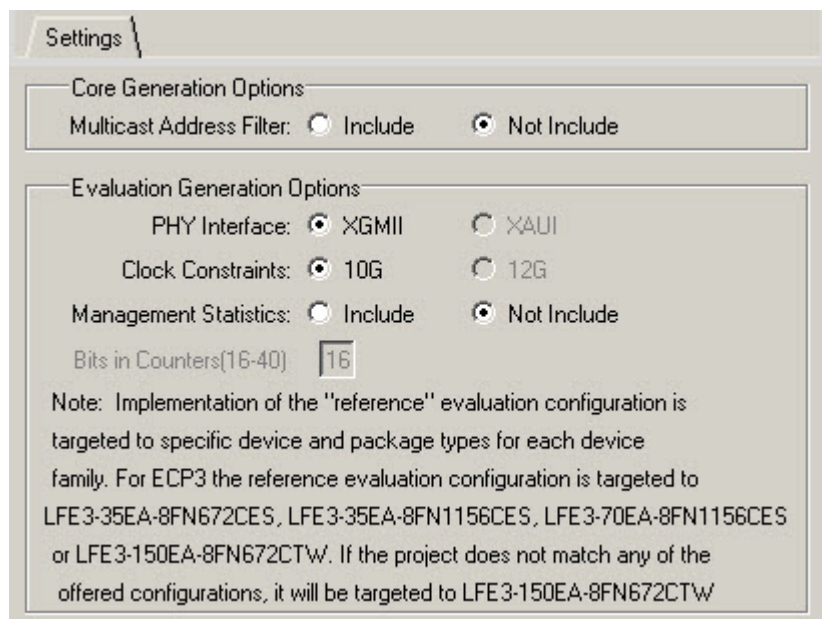 Settings
Core Generation Options
Multicast Address Filter: Include Not Include
Evaluation Generation Options
PHY Interface: XGMII XAUI
Clock Constraints: 10G 12G
Management Statistics: Include Not Include
Bits in Counters(16-40) 16
Note: Implementation of the "reference" evaluation configuration is
targeted to specific device and package types for each device
family. For ECP3 the reference evaluation configuration is targeted to
LFE3-35EA-8FN672CES, LFE3-35EA-8FN1156CES, LFE3-70EA-8FN1156CES
or LFE3-150EA-8FN672CTW. If the project does not match any of the
offered configurations, it will be targeted to LFE3-150EA-8FN672CTW